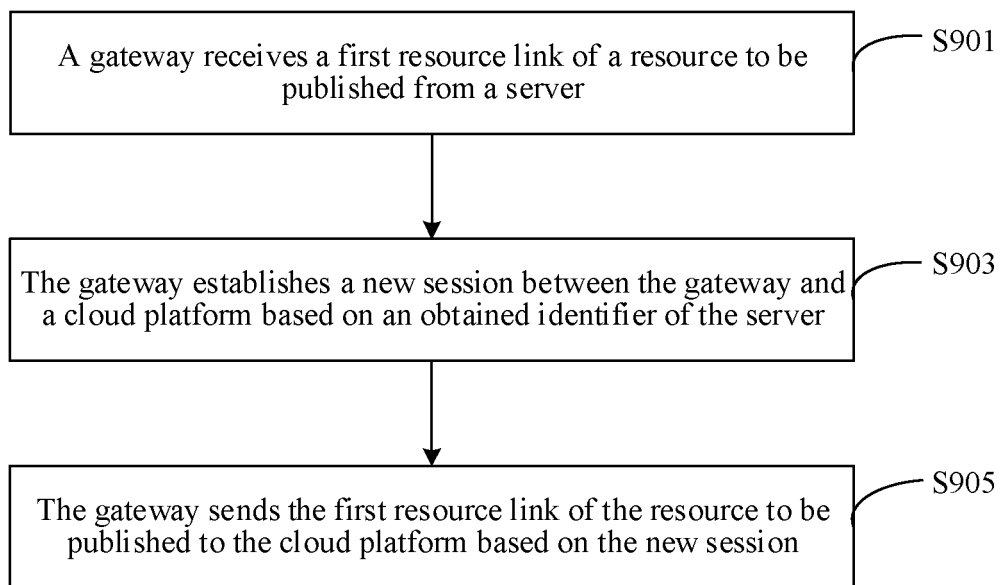 A gateway receives a first resource link of a resource to be
published from a server
S901
The gateway establishes a new session between the gateway and
a cloud platform based on an obtained identifier of the server
S903
The gateway sends the first resource link of the resource to be
published to the cloud platform based on the new session
S905